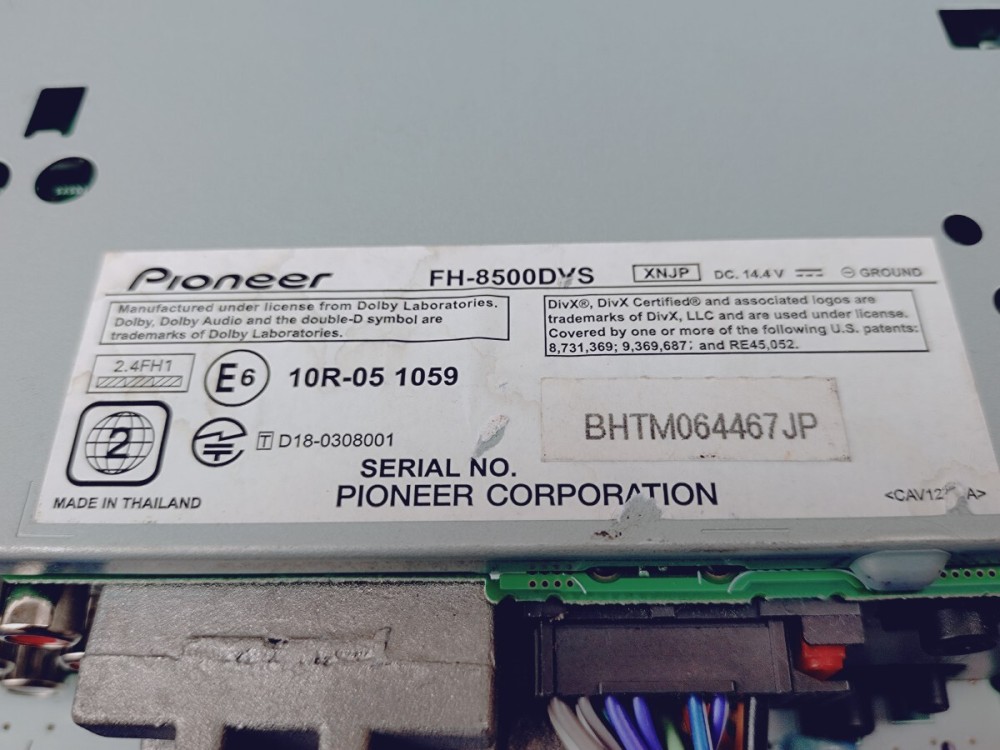 Pioneer
FH-8500DVS
XNJP
DC. 14.4 V
GROUND
Manufactured under license from Dolby Laboratories.
Dolby, Dolby Audio and the double-D symbol are
trademarks of Dolby Laboratories.
DivX®, DivX Certified® and associated logos are
trademarks of DivX, LLC and are used under license.
Covered by one or more of the following U.S. patents:
8,731,369; 9,369,687; and RE45,052.
2.4FH1
E6
10R-05 1059
2
T D18-0308001
BHTM064467JP
SERIAL NO.
MADE IN THAILAND
PIONEER CORPORATION